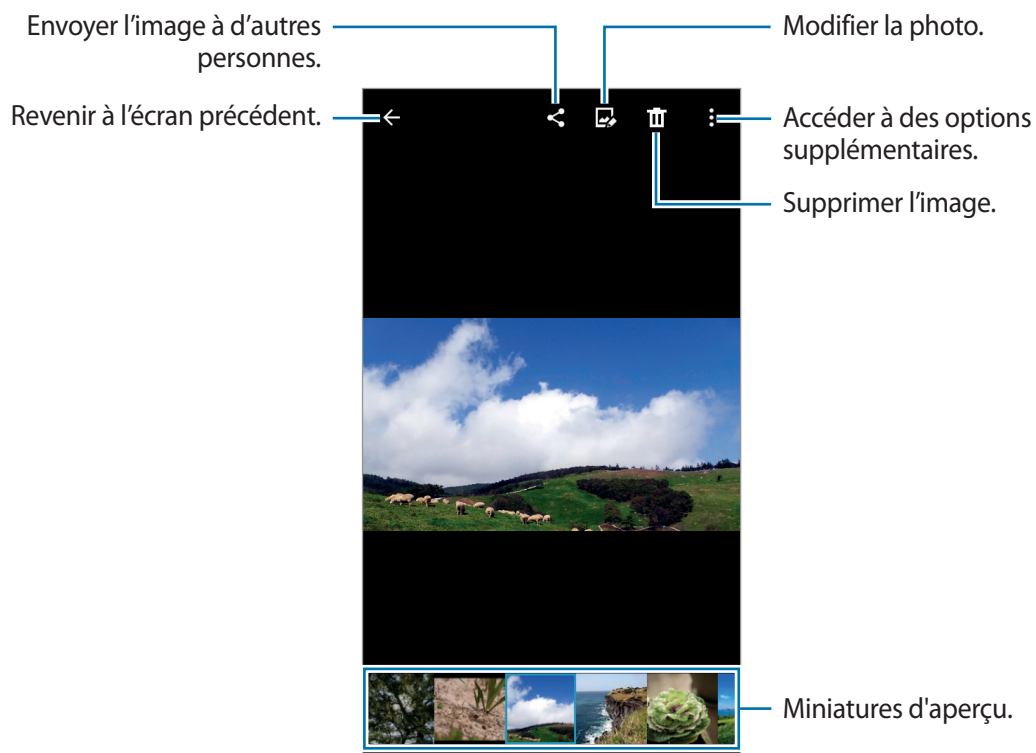 Envoyer l’image à d’autres
personnes.
Modifier la photo.
Revenir à l’écran précédent.
Accéder à des options
supplémentaires.
Supprimer l’image.
Miniatures d'aperçu.